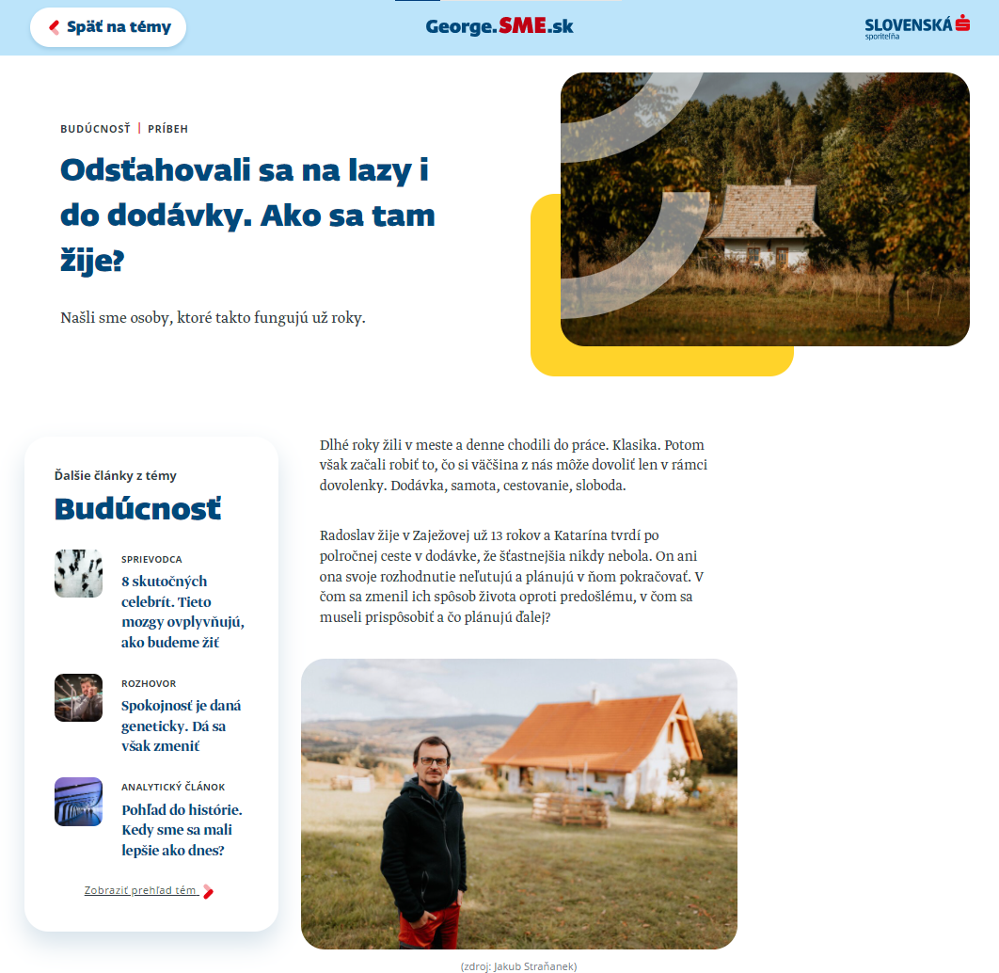 Späť na témy
George.SME.sk
SLOVENSKÁ
sporiteľňa
BUDÚCNOSŤ | PRÍBEH
Odsťahovali sa na lazy i
do dodávky. Ako sa tam
žije?
Našli sme osoby, ktoré takto fungujú už roky.
Ďalšie články z témy
Budúcnosť
SPRIEVODCA
8 skutočných
celebrít. Tieto
mozgy ovplyvňujú,
ako budeme žiť
ROZHOVOR
Spokojnosť je daná
geneticky. Dá sa
však zmeniť
ANALYTICKÝ ČLÁNOK
Pohľad do histórie.
Kedy sme sa mali
lepšie ako dnes?
Zobraziť prehľad tém
Dlhé roky žili v meste a denne chodili do práce. Klasika. Potom
však začali robiť to, čo si väčšina z nás môže dovoliť len v rámci
dovolenky. Dodávka, samota, cestovanie, sloboda.
Radoslav žije v Zaježovej už 13 rokov a Katarína tvrdí po
polročnej ceste v dodávke, že šťastnejšia nikdy nebola. On ani
ona svoje rozhodnutie neľutujú a plánujú v ňom pokračovať. V
čom sa zmenil ich spôsob života oproti predošlému, v čom sa
museli prispôsobiť a čo plánujú ďalej?
(zdroj: Jakub Straňanek)